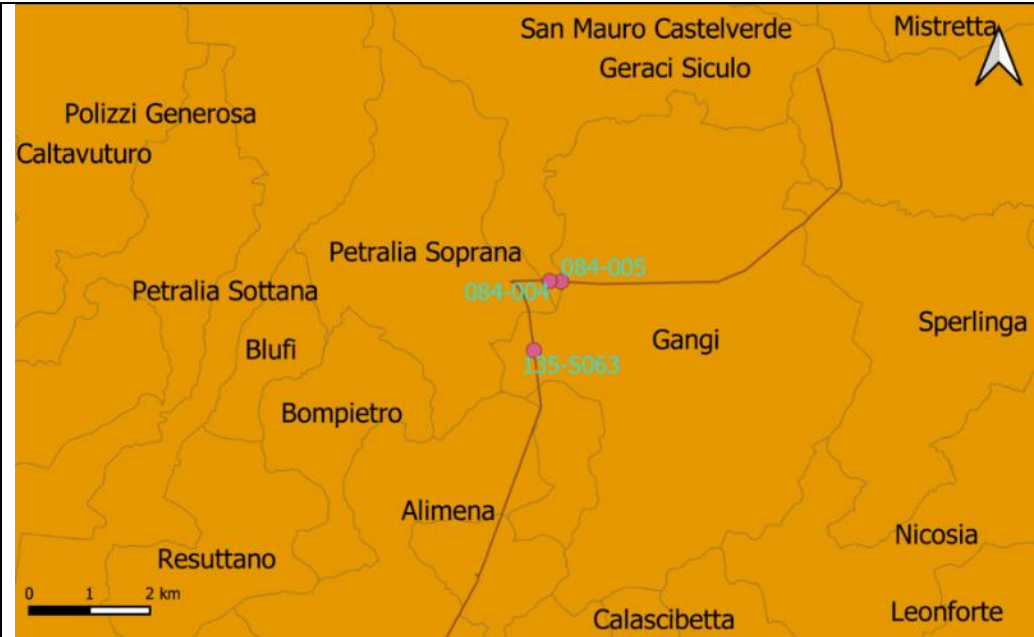 San Mauro Castelverde
Mistretta
Geraci Siculo
Polizzi Generosa
Caltavuturo
Petralia Soprana
084-005
084-004
Petralia Sottana
Sperlinga
Gangi
Blufi
135-S063
Bompietro
Alimena
Nicosia
Resuttano
0 1 2 km
Calascibetta
Leonforte